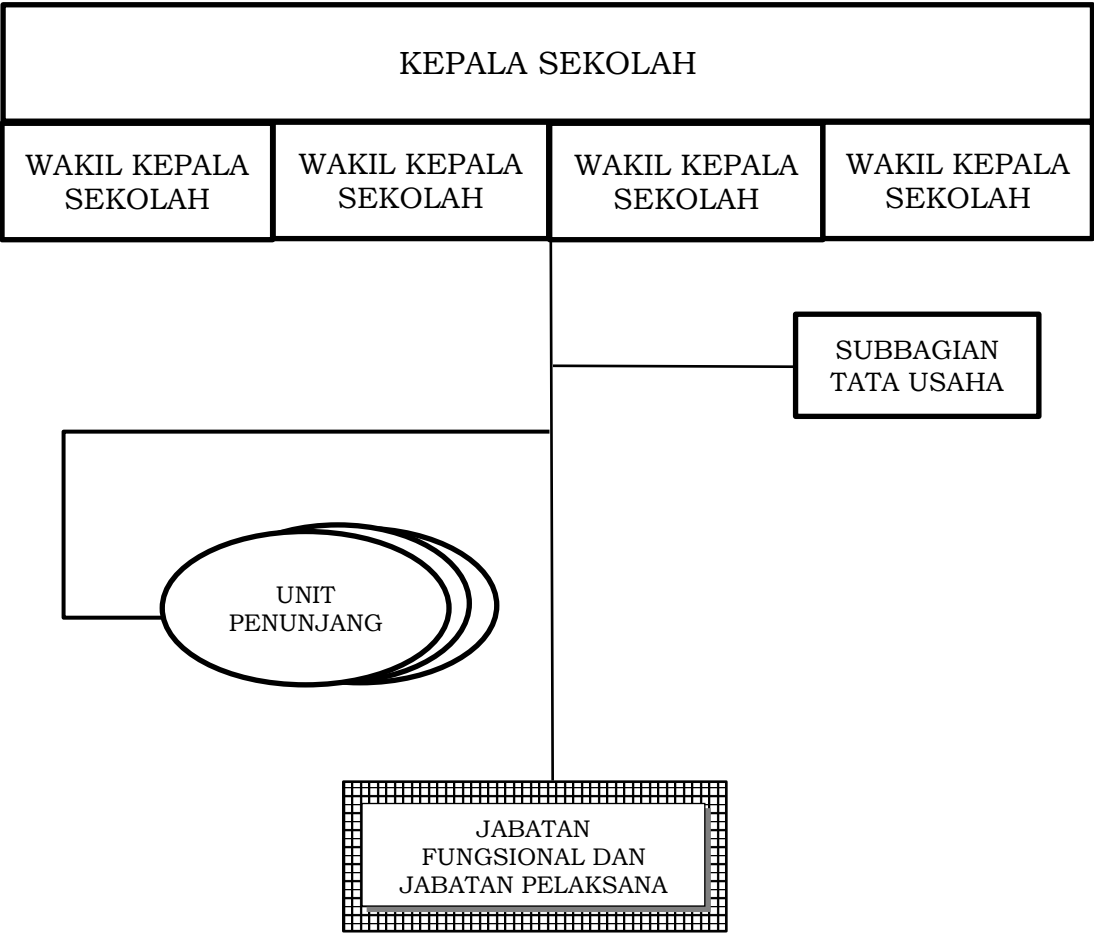 KEPALA SEKOLAH
WAKIL KEPALA
SEKOLAH
WAKIL KEPALA
SEKOLAH
WAKIL KEPALA
SEKOLAH
WAKIL KEPALA
SEKOLAH
SUBBAGIAN
TATA USAHA
UNIT
PENUNJANG
JABATAN
FUNGSIONAL DAN
JABATAN PELAKSANA